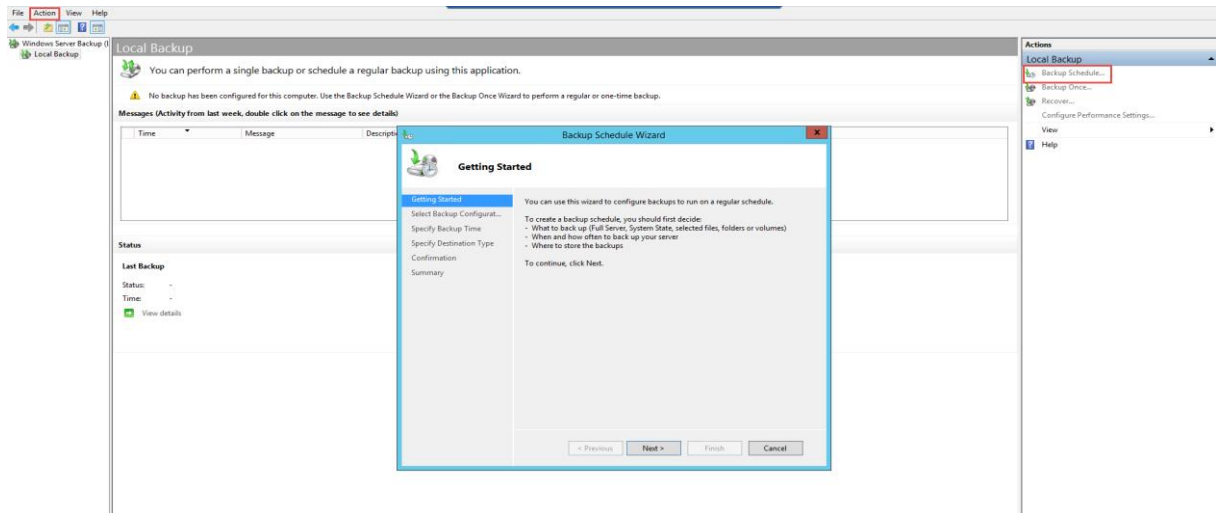 File Action View Help
Windows Server Backup (l
Local Backup
Local Backup
You can perform a single backup or schedule a regular backup using this application.
No backup has been configured for this computer. Use the Backup Schedule Wizard or the Backup Once Wizard to perform a regular or one-time backup.
Messages (Activity from last week, double click on the message to see details)
Time Message Descripti
Status
Last Backup
Status: -
Time: -
View details
Backup Schedule Wizard
x
Getting Started
Getting Started
Select Backup Configurat...
Specify Backup Time
Specify Destination Type
Confirmation
Summary
You can use this wizard to configure backups to run on a regular schedule.
To create a backup schedule, you should first decide:
- What to back up (Full Server, System State, selected files, folders or volumes)
- When and how often to back up your server
- Where to store the backups
To continue, click Next.
< Previous Next > Finish Cancel
Actions
Local Backup
Backup Schedule...
Backup Once...
Recover...
Configure Performance Settings...
View
Help